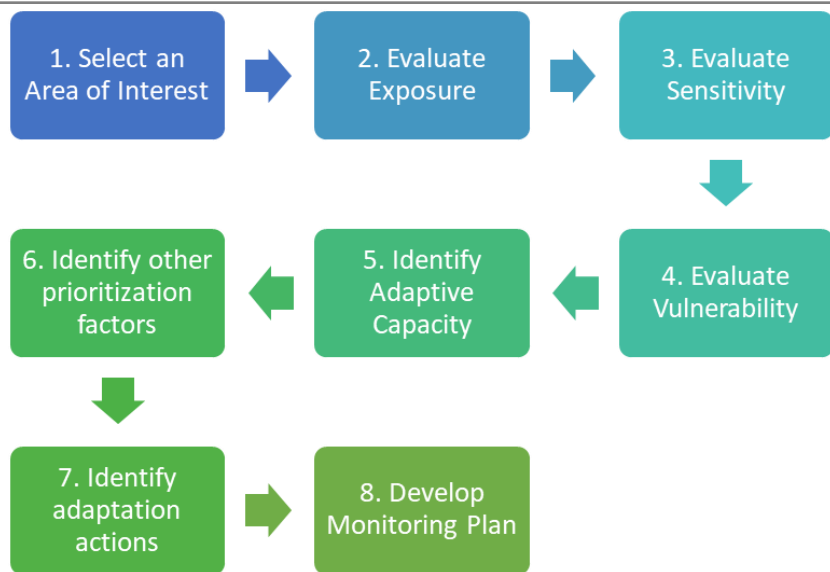 1. Select an
Area of Interest
2. Evaluate
Exposure
3. Evaluate
Sensitivity
4. Evaluate
Vulnerability
5. Identify
Adaptive
Capacity
6. Identify other
prioritization
factors
7. Identify
adaptation
actions
8. Develop
Monitoring Plan